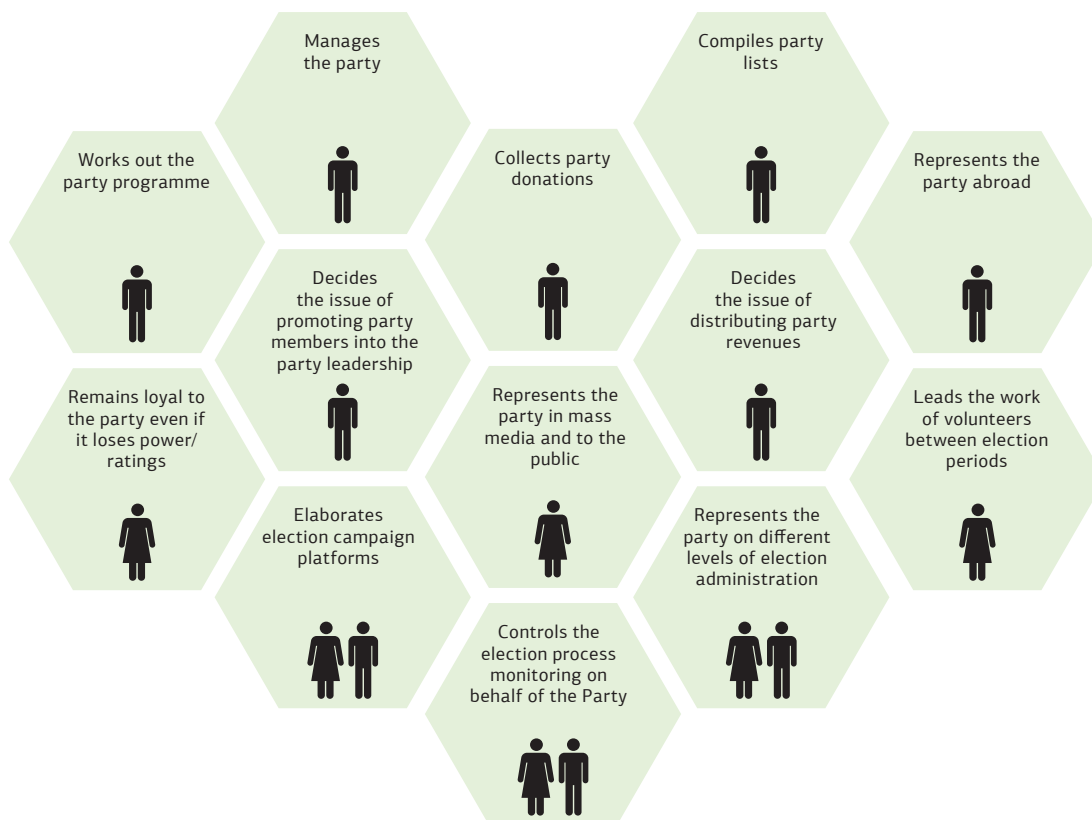 Manages
the party
Compiles party
lists
Works out the
party programme
Collects party
donations
Represents the
party abroad
Decides
the issue of
promoting party
members into the
party leadership
Decides
the issue of
distributing party
revenues
Remains loyal to
the party even if
it loses power/
ratings
Represents the
party in mass
media and to the
public
Leads the work
of volunteers
between election
periods
Elaborates
election campaign
platforms
Represents the
party on different
levels of election
administration
Controls the
election process
monitoring on
behalf of the Party